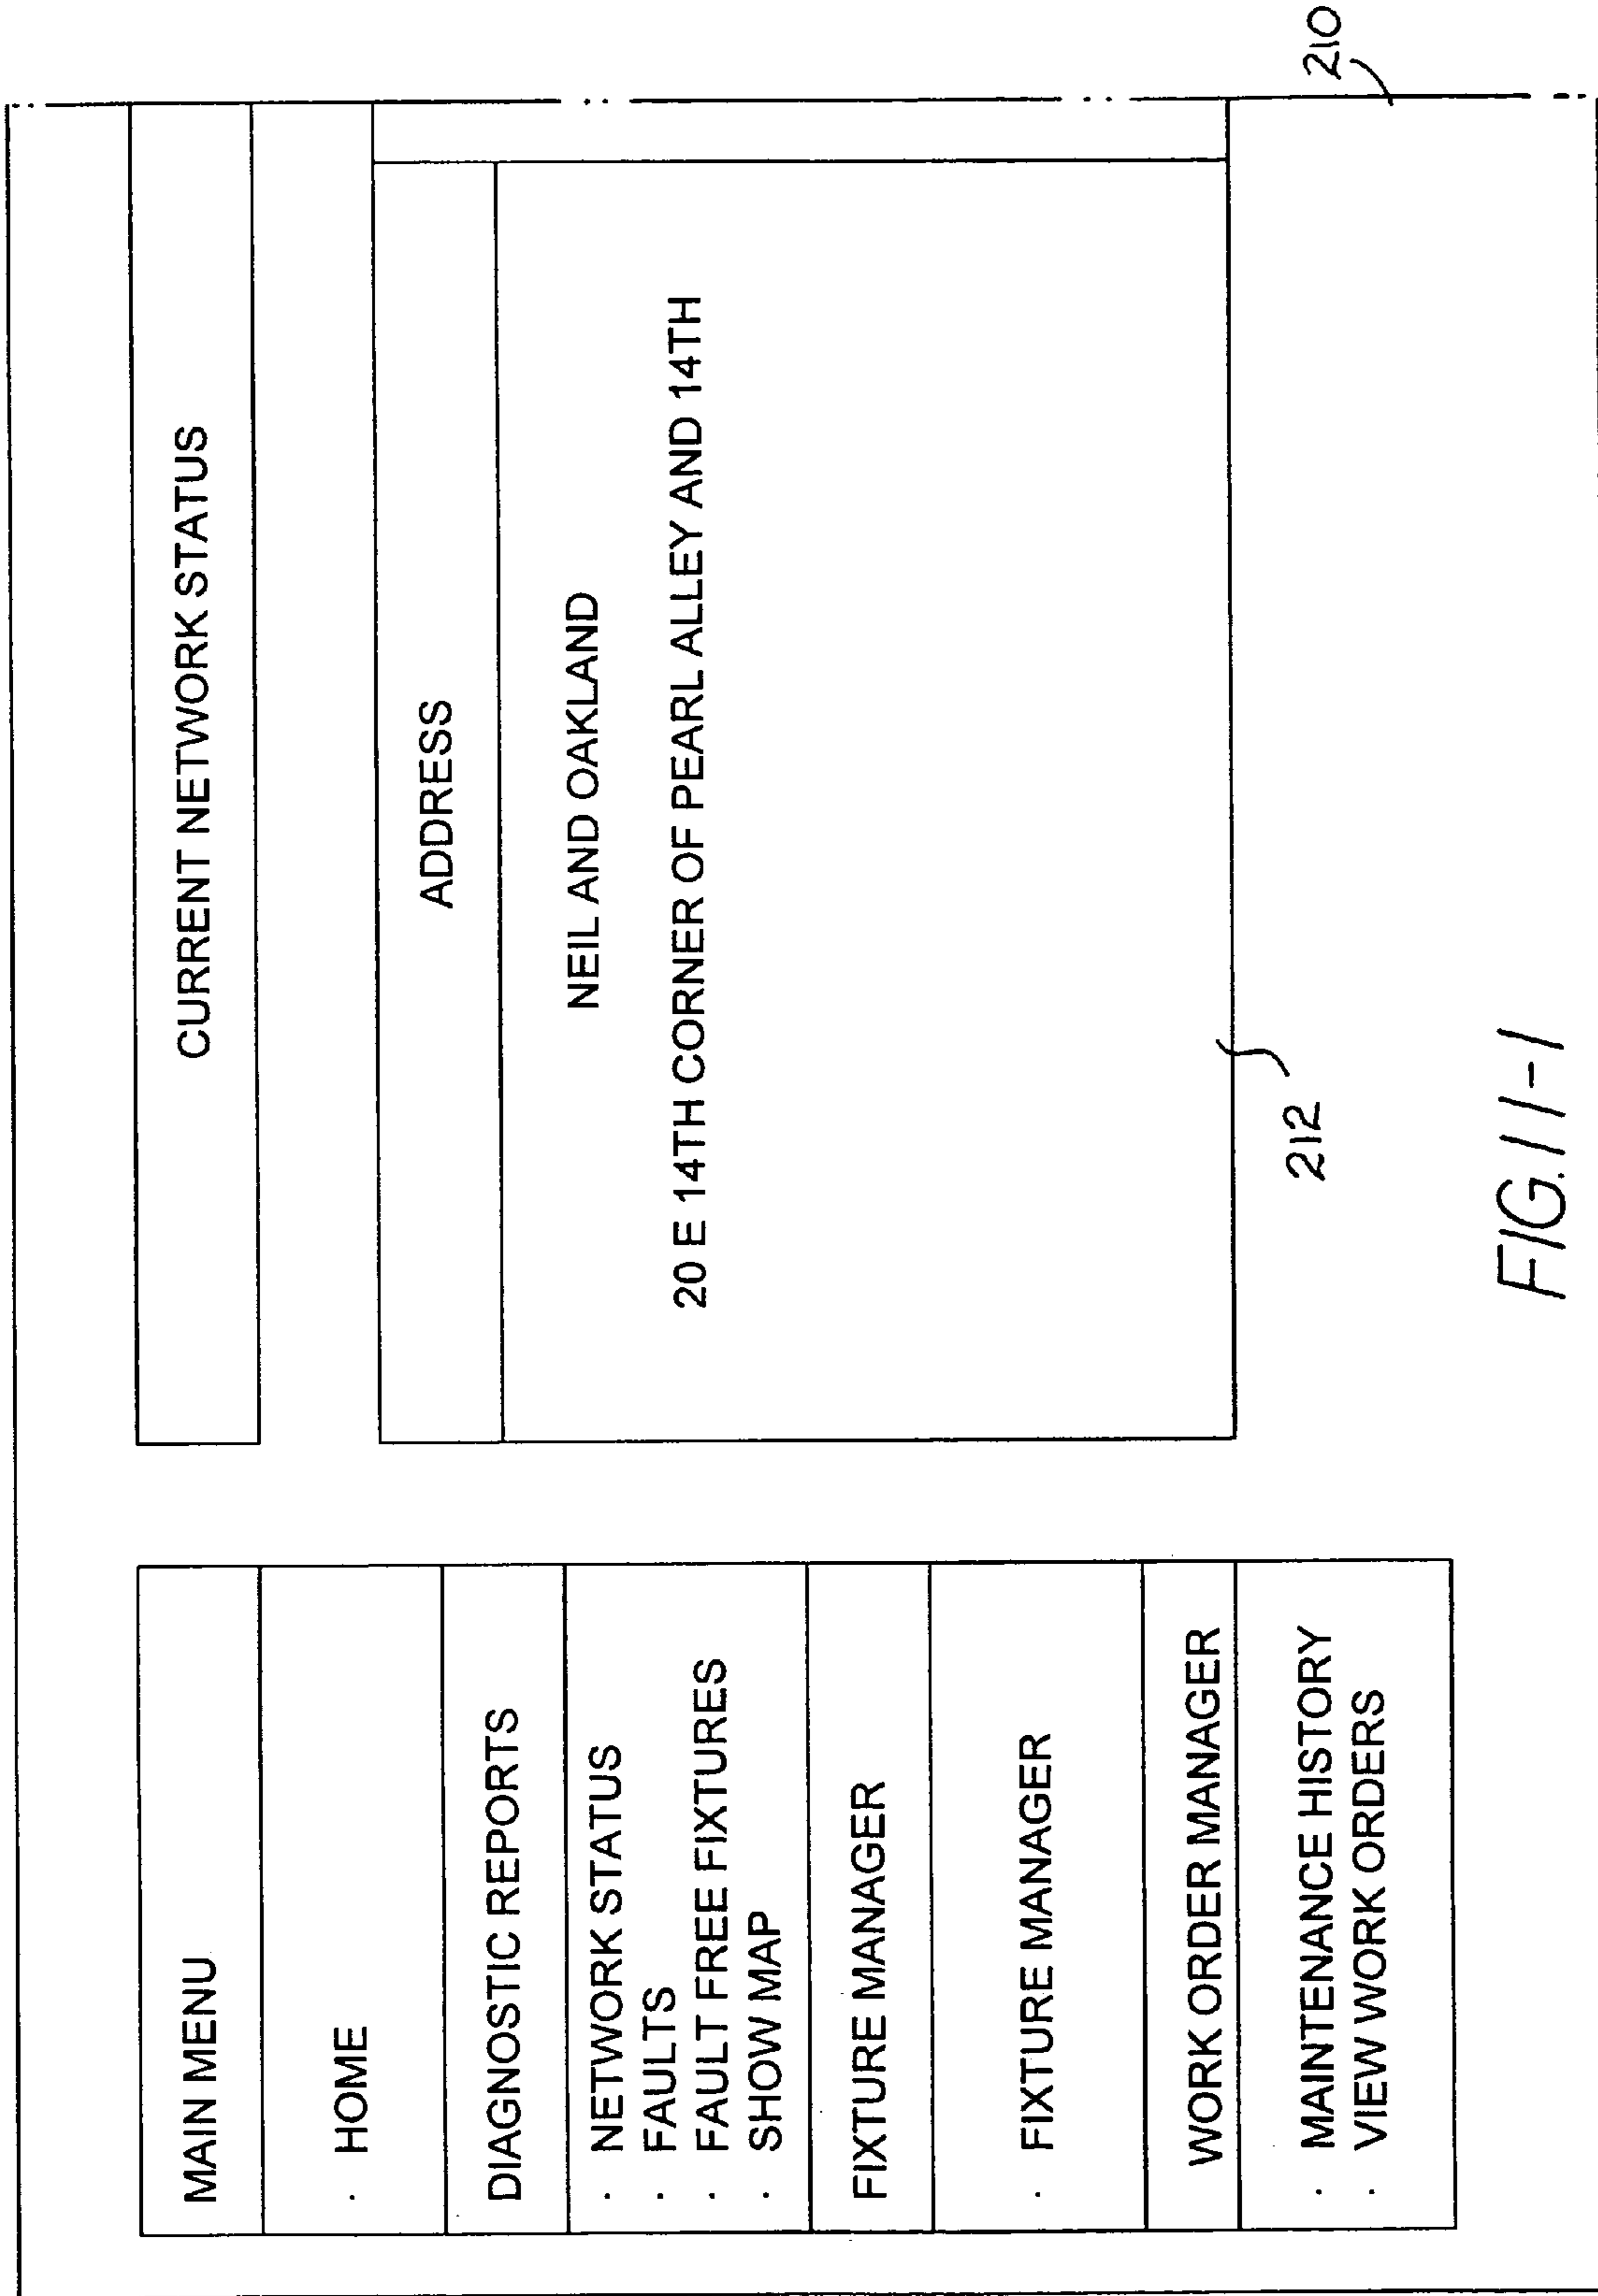 MAIN MENU
· HOME
DIAGNOSTIC REPORTS
· NETWORK STATUS
· FAULTS
· FAULT FREE FIXTURES
· SHOW MAP
FIXTURE MANAGER
· FIXTURE MANAGER
WORK ORDER MANAGER
· MAINTENANCE HISTORY
· VIEW WORK ORDERS
CURRENT NETWORK STATUS
ADDRESS
NEIL AND OAKLAND
20 E 14TH CORNER OF PEARL ALLEY AND 14TH
212
210
FIG. 11-1